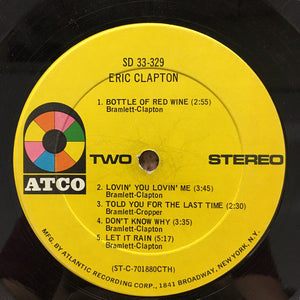 SD 33-329
ERIC CLAPTON
1. BOTTLE OF RED WINE (2:55)
Bramlett-Clapton
ATCO
TWO
STEREO
2. LOVIN' YOU LOVIN' ME (3:45)
Bramlett-Clapton
3. TOLD YOU FOR THE LAST TIME (2:30)
Bramlett-Cropper
4. DON'T KNOW WHY (3:35)
Bramlett-Clapton
5. LET IT RAIN (5:17)
Bramlett-Clapton
(ST-C-701880CTH)
MFG. BY ATLANTIC RECORDING CORP., 1841 BROADWAY, NEW YORK, N.Y.